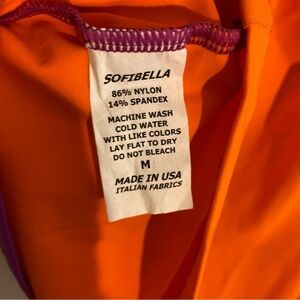 SOFIBELLA
86% NYLON
14% SPANDEX
MACHINE WASH
COLD WATER
WITH LIKE COLORS
LAY FLAT TO DRY
DO NOT BLEACH
M
MADE IN USA
ITALIAN FABRICS